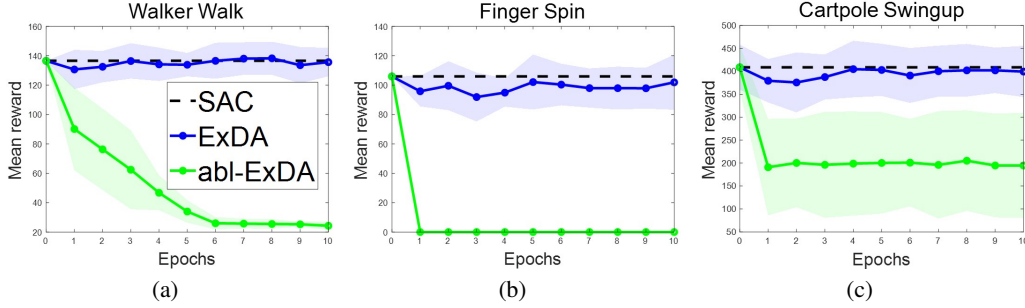 Walker Walk
Mean reward
140
120
100
80
60
40
20
0 1 2 3 4 5 6 7 8 9 10
Epochs
SAC
ExDA
abl-ExDA
(a)
Finger Spin
Mean reward
140
120
100
80
60
40
20
0
0 1 2 3 4 5 6 7 8 9 10
Epochs
(b)
Cartpole Swingup
Mean reward
500
450
400
350
300
250
200
150
100
50
0 1 2 3 4 5 6 7 8 9 10
Epochs
(c)